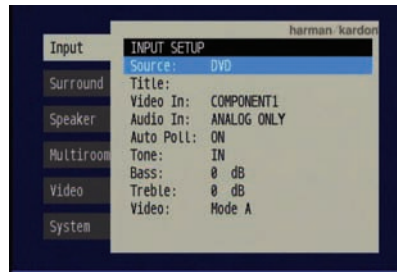 harman/kardon
Input
Surround
Speaker
Multiroom
Video
System
INPUT SETUP
Source: DVD
Title:
Video In: COMPONENT1
Audio In: ANALOG ONLY
Auto Poll: ON
Tone: IN
Bass: 0 dB
Treble: 0 dB
Video: Mode A